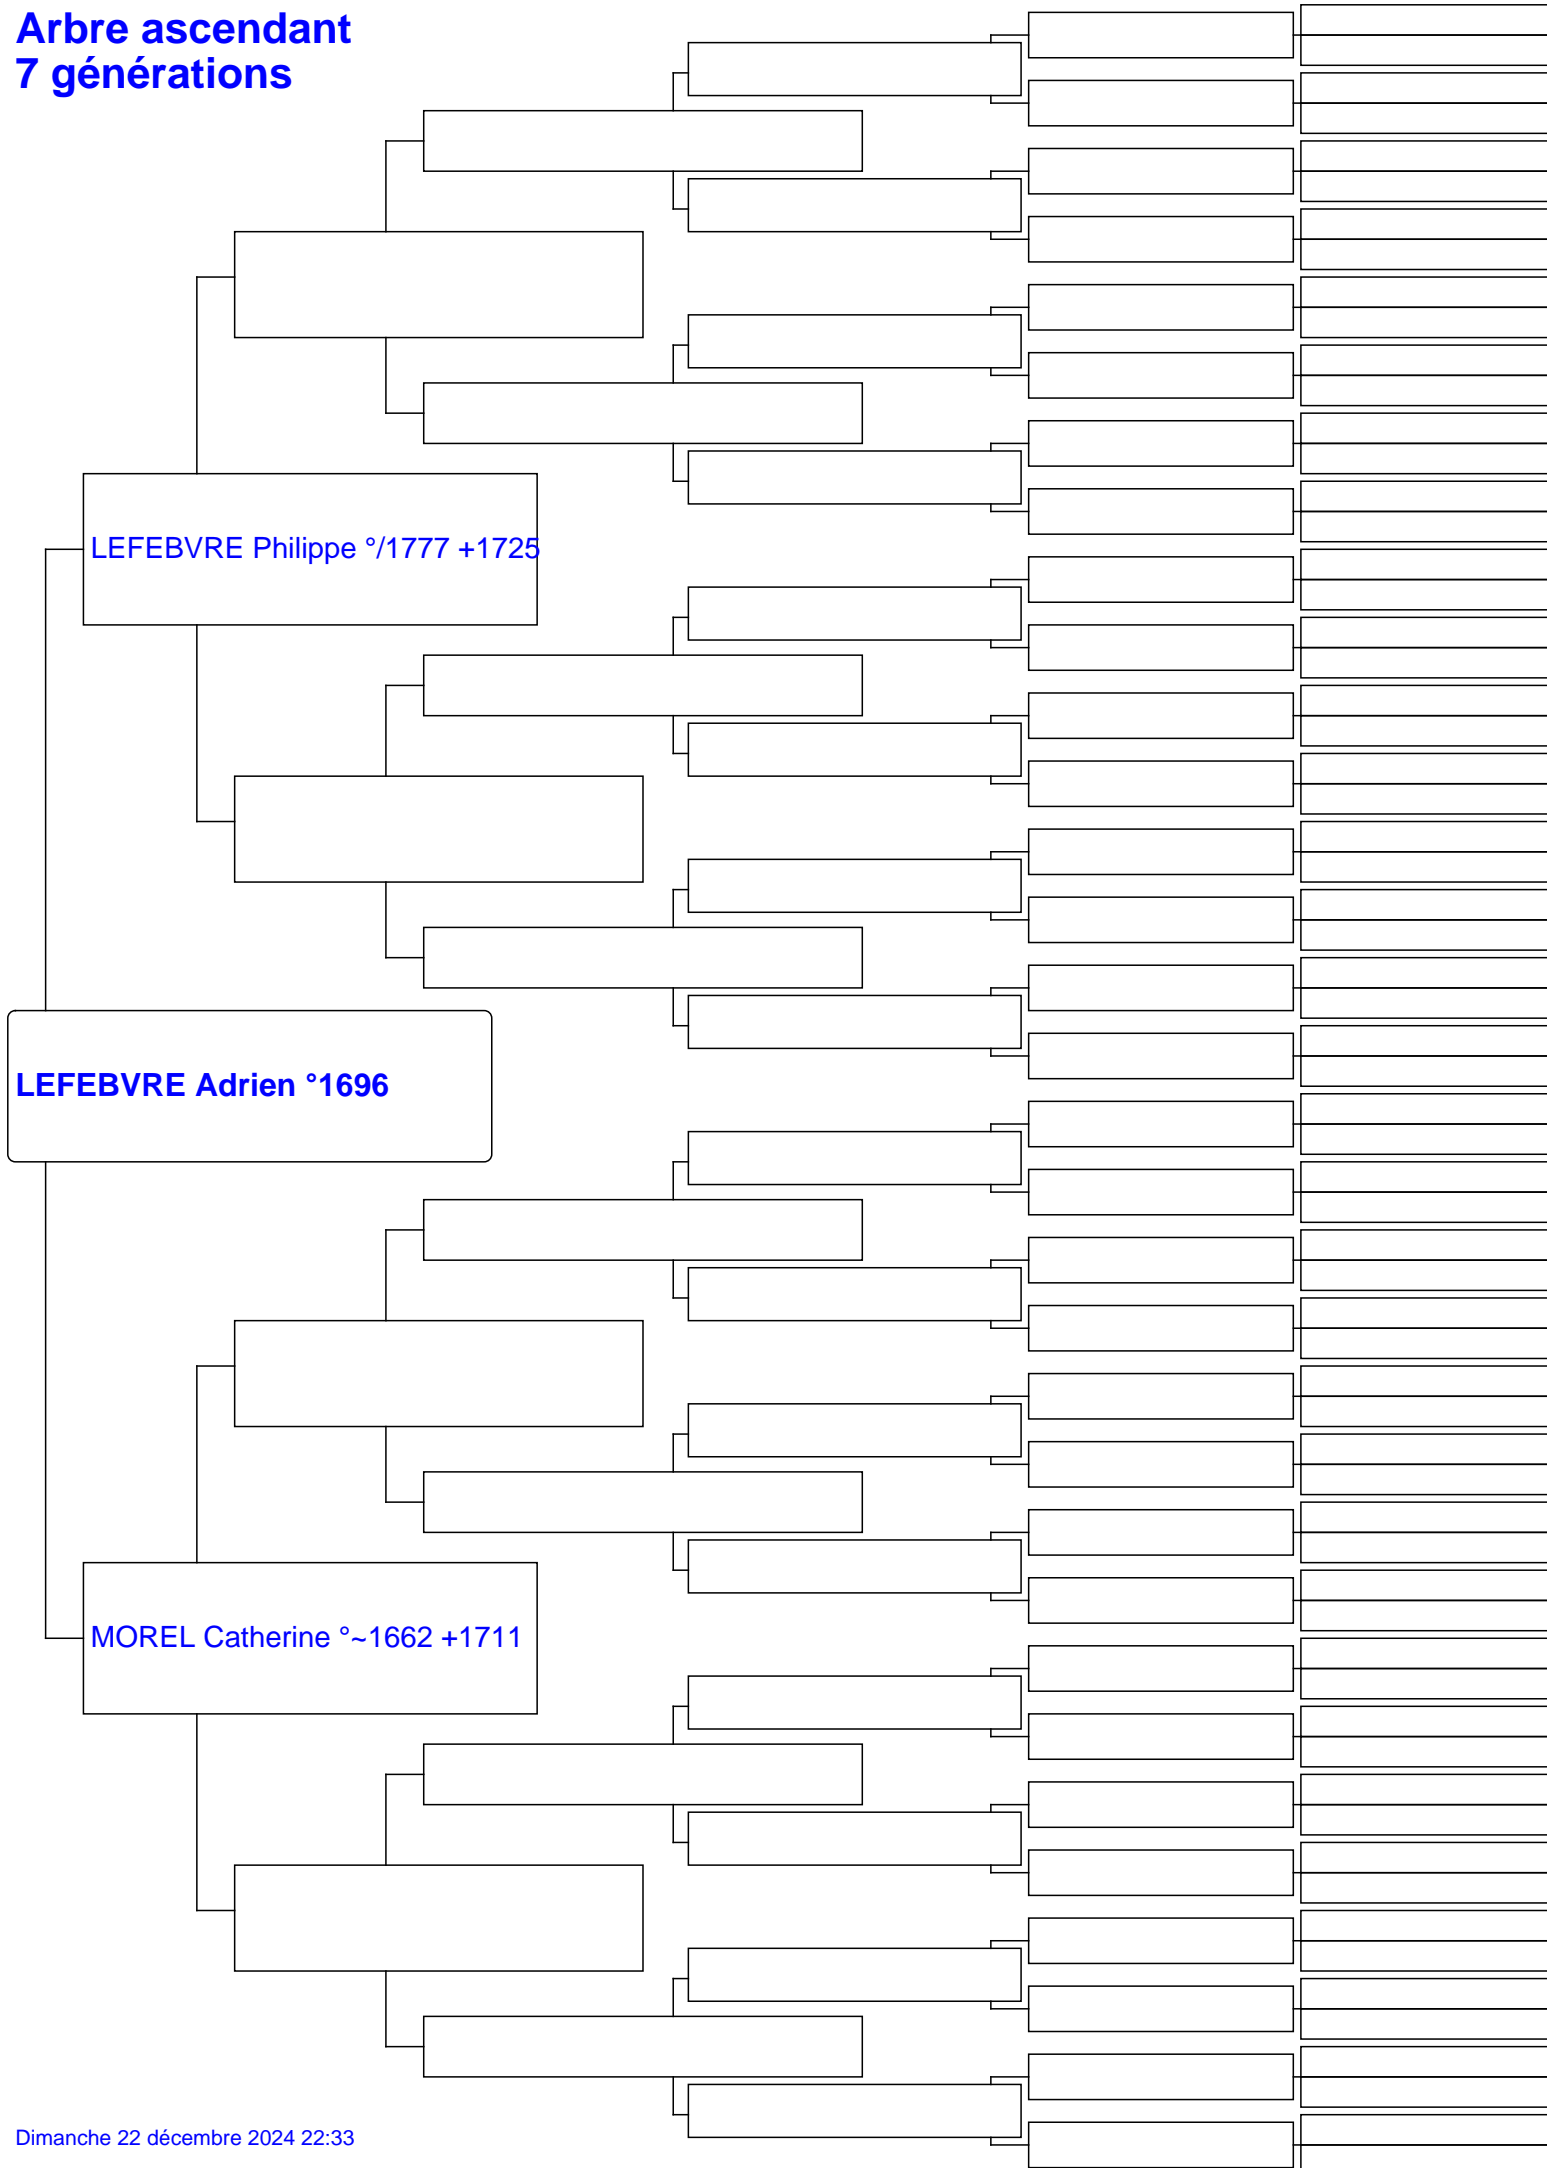 Arbre ascendant
7 générations
LEFEBVRE Philippe °/1777 +1725
LEFEBVRE Adrien °1696
MOREL Catherine °~1662 +1711
Dimanche 22 décembre 2024 22:33